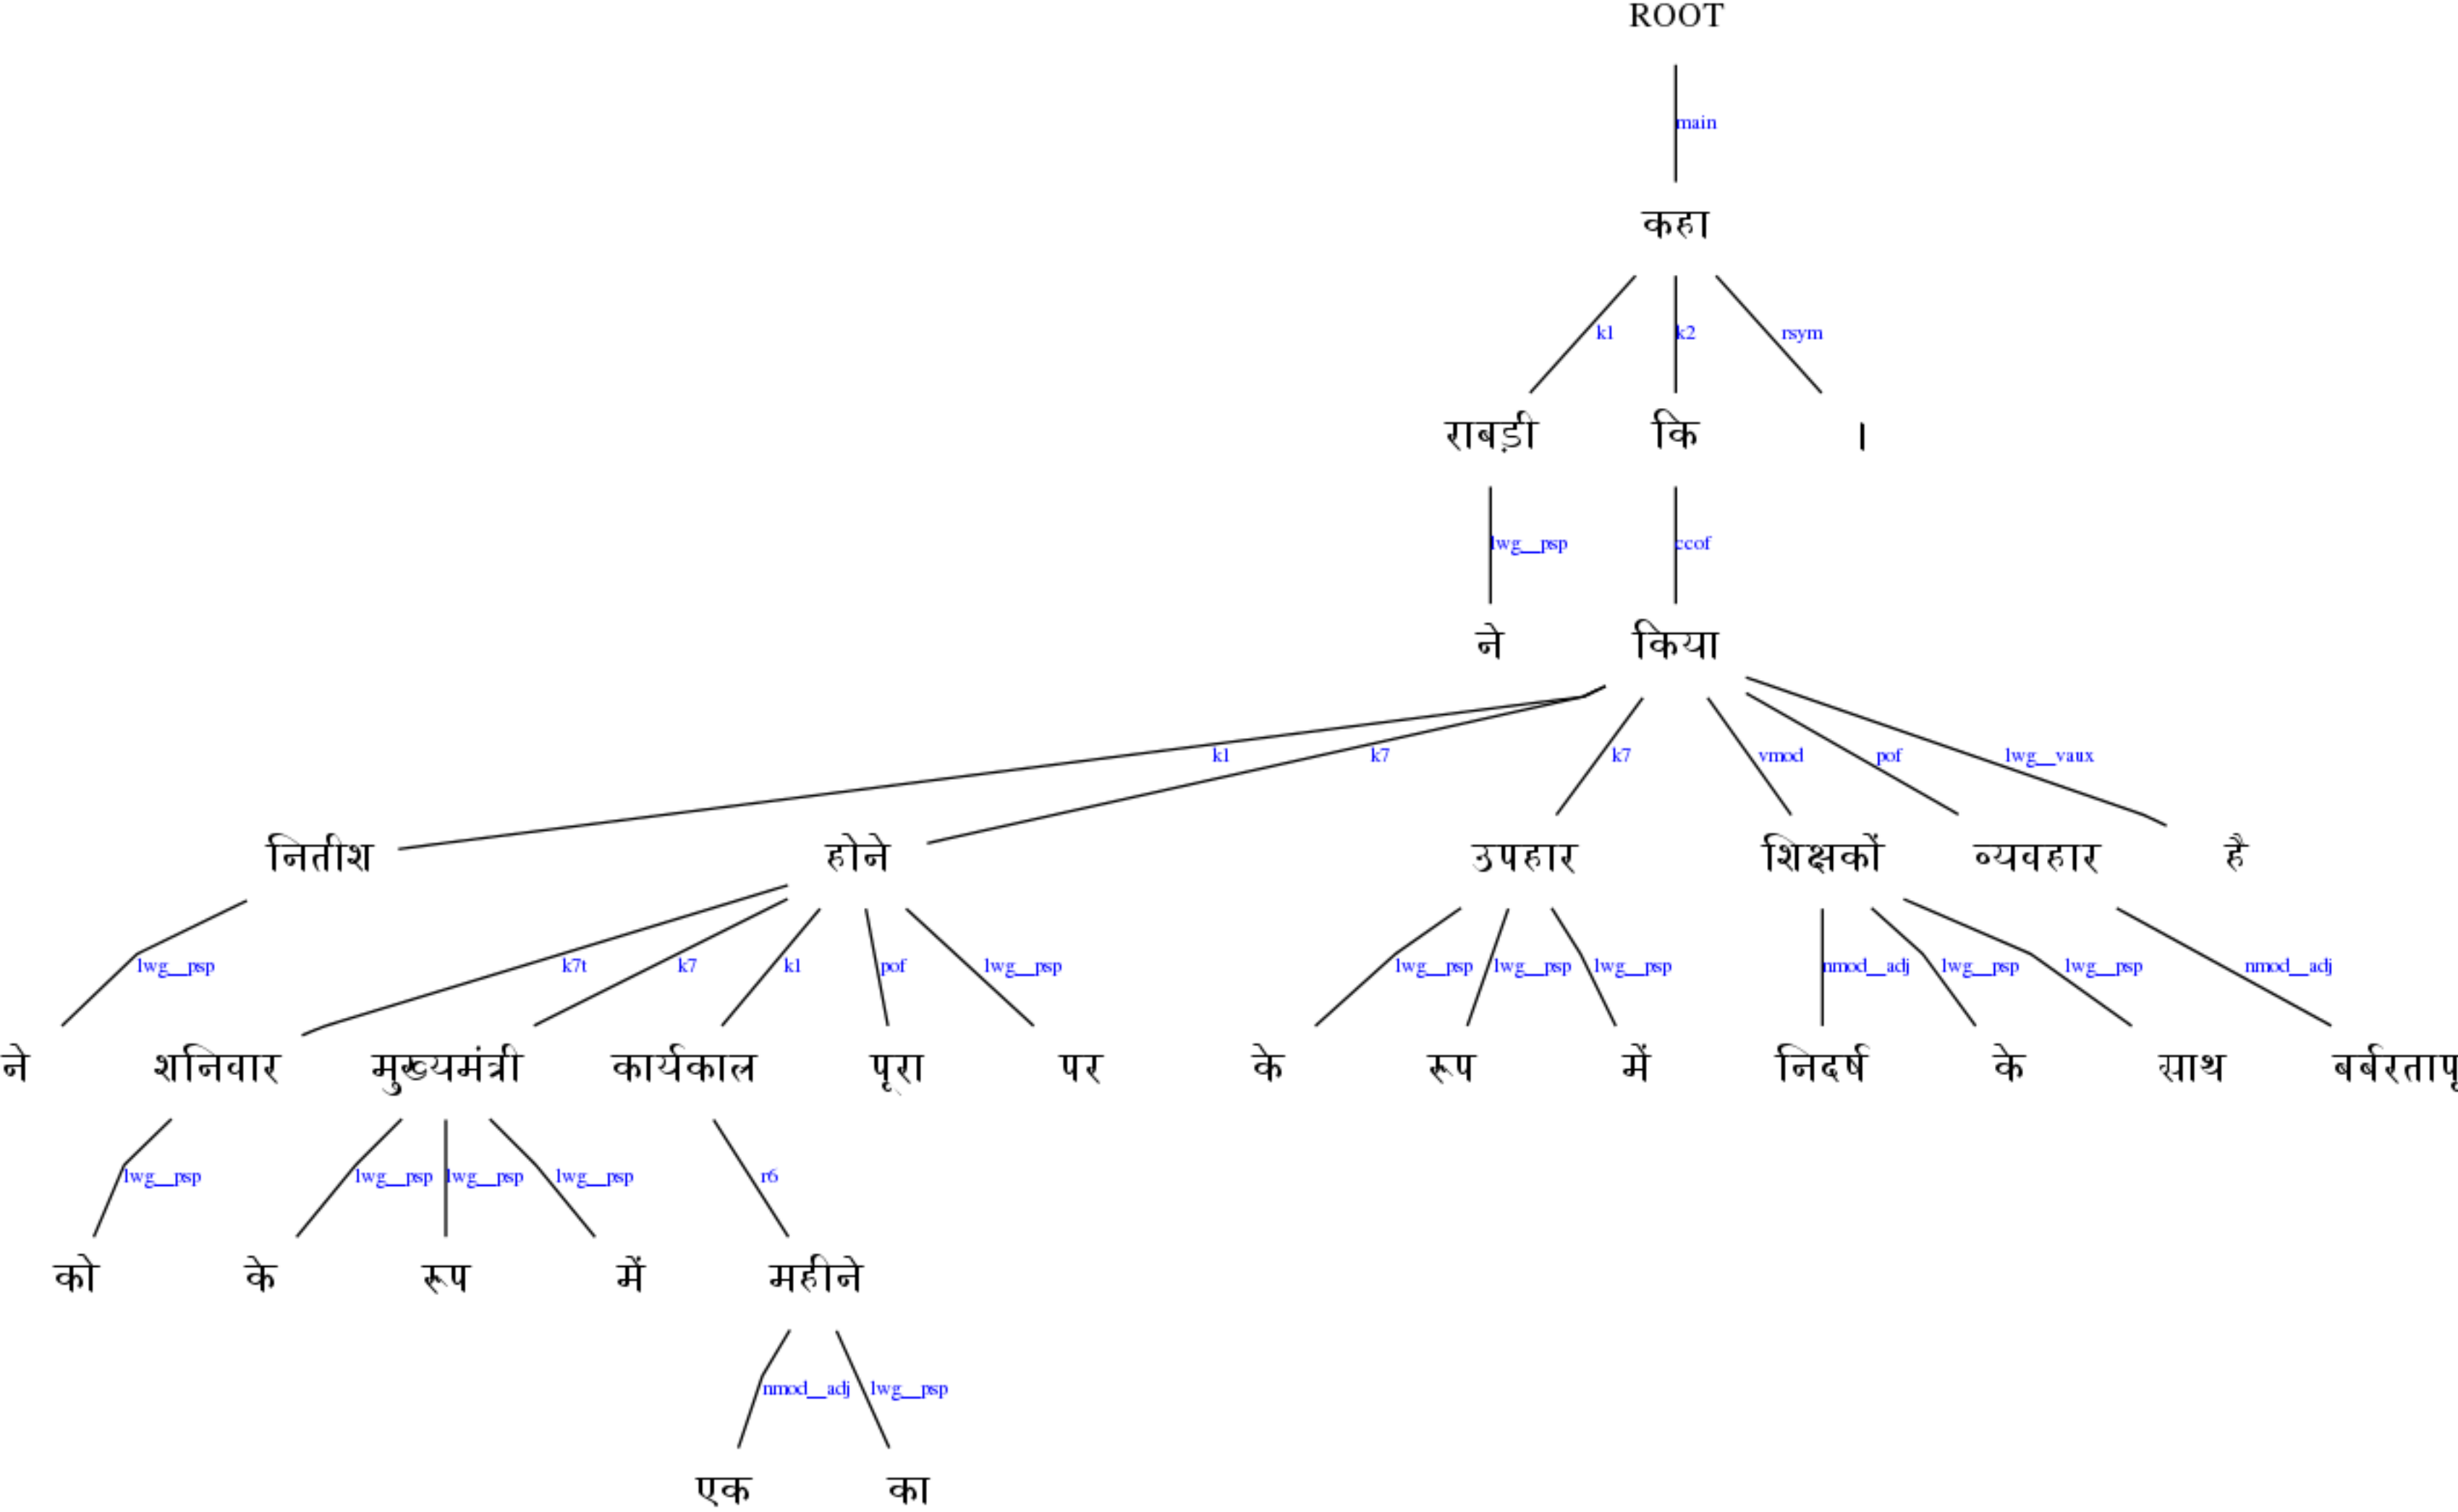 ROOT
main
कहा
k1 k2 rsym
राबड़ी कि ।
lwg__psp ccof
ने किया
k1 k7 k7 vmod pof lwg__vaux
नितीश होने उपहार शिक्षकों व्यवहार है
lwg__psp k7t k7 k1 pof lwg__psp lwg__psp lwg__psp lwg__psp nmod__adj lwg__psp lwg__psp nmod__adj
ने शनिवार मुख्यमंत्री कार्यकाल पूरा पर के रूप में निदर्ष के साथ
lwg__psp lwg__psp lwg__psp lwg__psp r6
को के रूप में महीने
nmod__adj lwg__psp
एक का